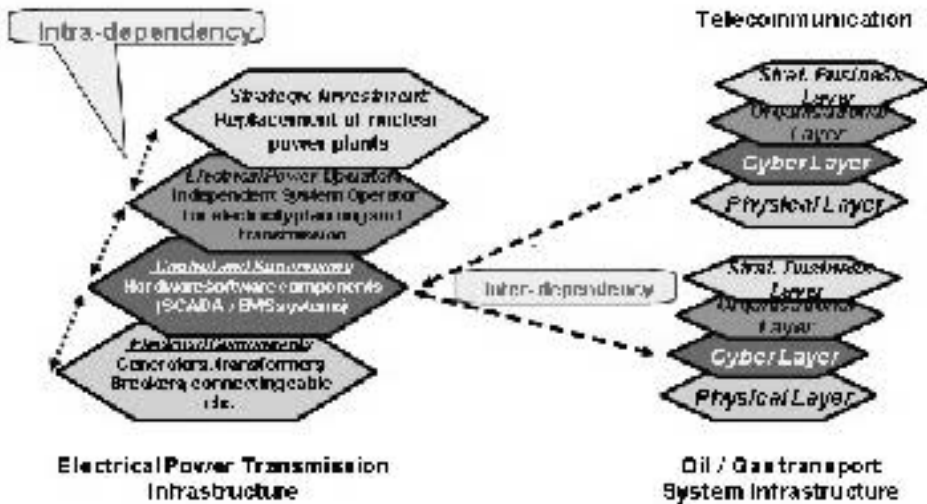 Intra-dependency
Telecommunication
Strategic Investment:
Replacement of nuclear
power plants
Electrical Power Operators
Independent System Operator
for electricity planning and
transmission
Control and Supervisory
Hardware/Software components
(SCADA / EMS systems)
Electrical Components
Generators, transformers
Breakers, connecting cable
etc.
Strat. Business
Layer
Organisational
Layer
Cyber Layer
Physical Layer
Inter-dependency
Strat. Business
Layer
Organisational
Layer
Cyber Layer
Physical Layer
Electrical Power Transmission
Infrastructure
Oil / Gas transport
System Infrastructure